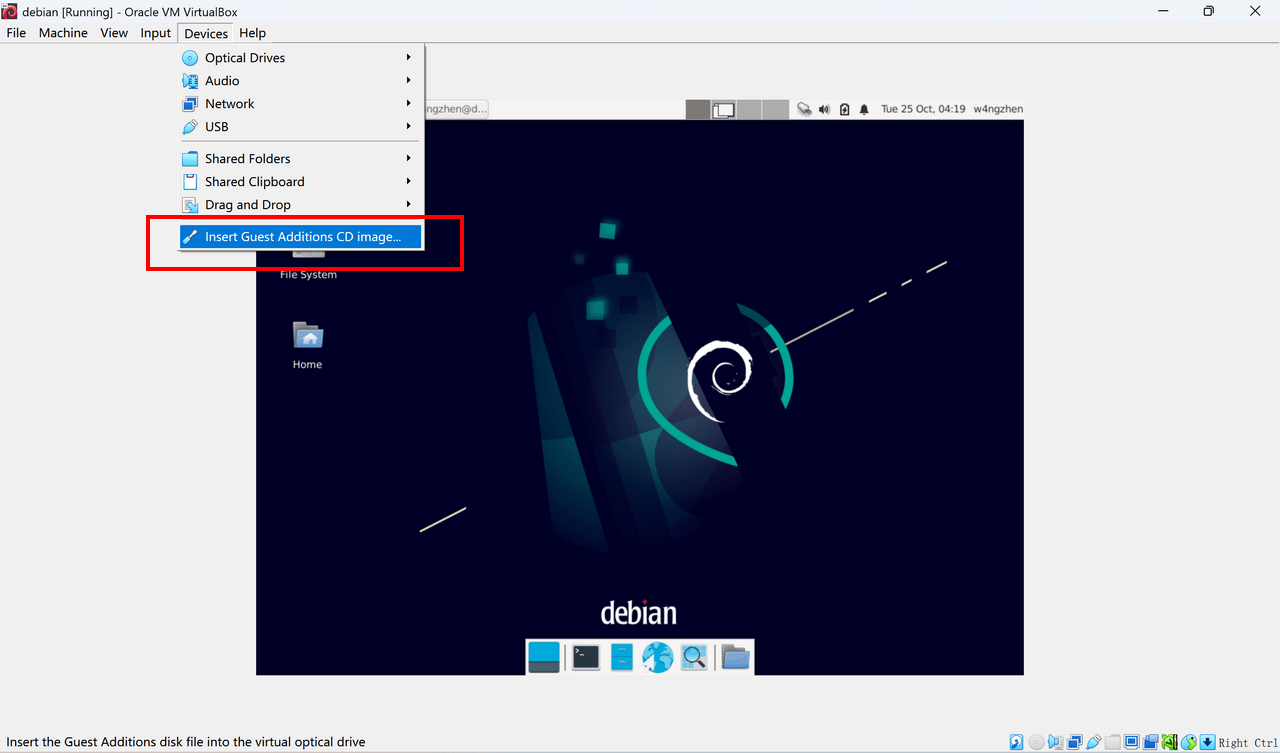 debian [Running] - Oracle VM VirtualBox
File Machine View Input Devices Help
Optical Drives
Audio
Network
USB
Shared Folders
Shared Clipboard
Drag and Drop
Insert Guest Additions CD image...
ngzhen@d...
Tue 25 Oct, 04:19 w4ngzhen
File System
Home
debian
Insert the Guest Additions disk file into the virtual optical drive
Right Ctrl